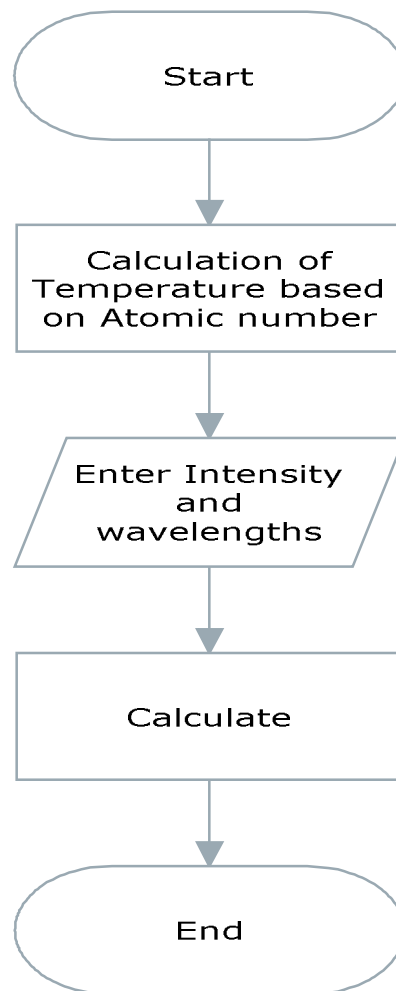 Start
Calculation of
Temperature based
on Atomic number
Enter Intensity
and
wavelengths
Calculate
End